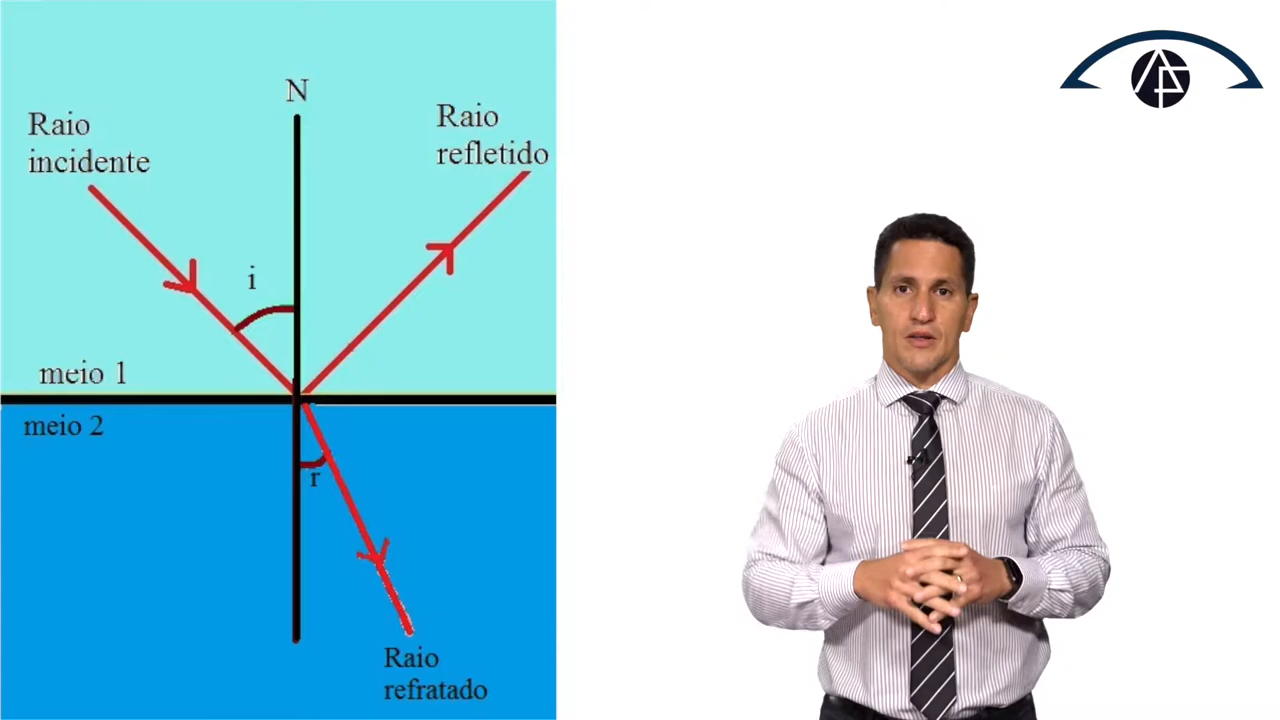 N
Raio
incidente
Raio
refletido
i
meio 1
meio 2
r
Raio
refratado